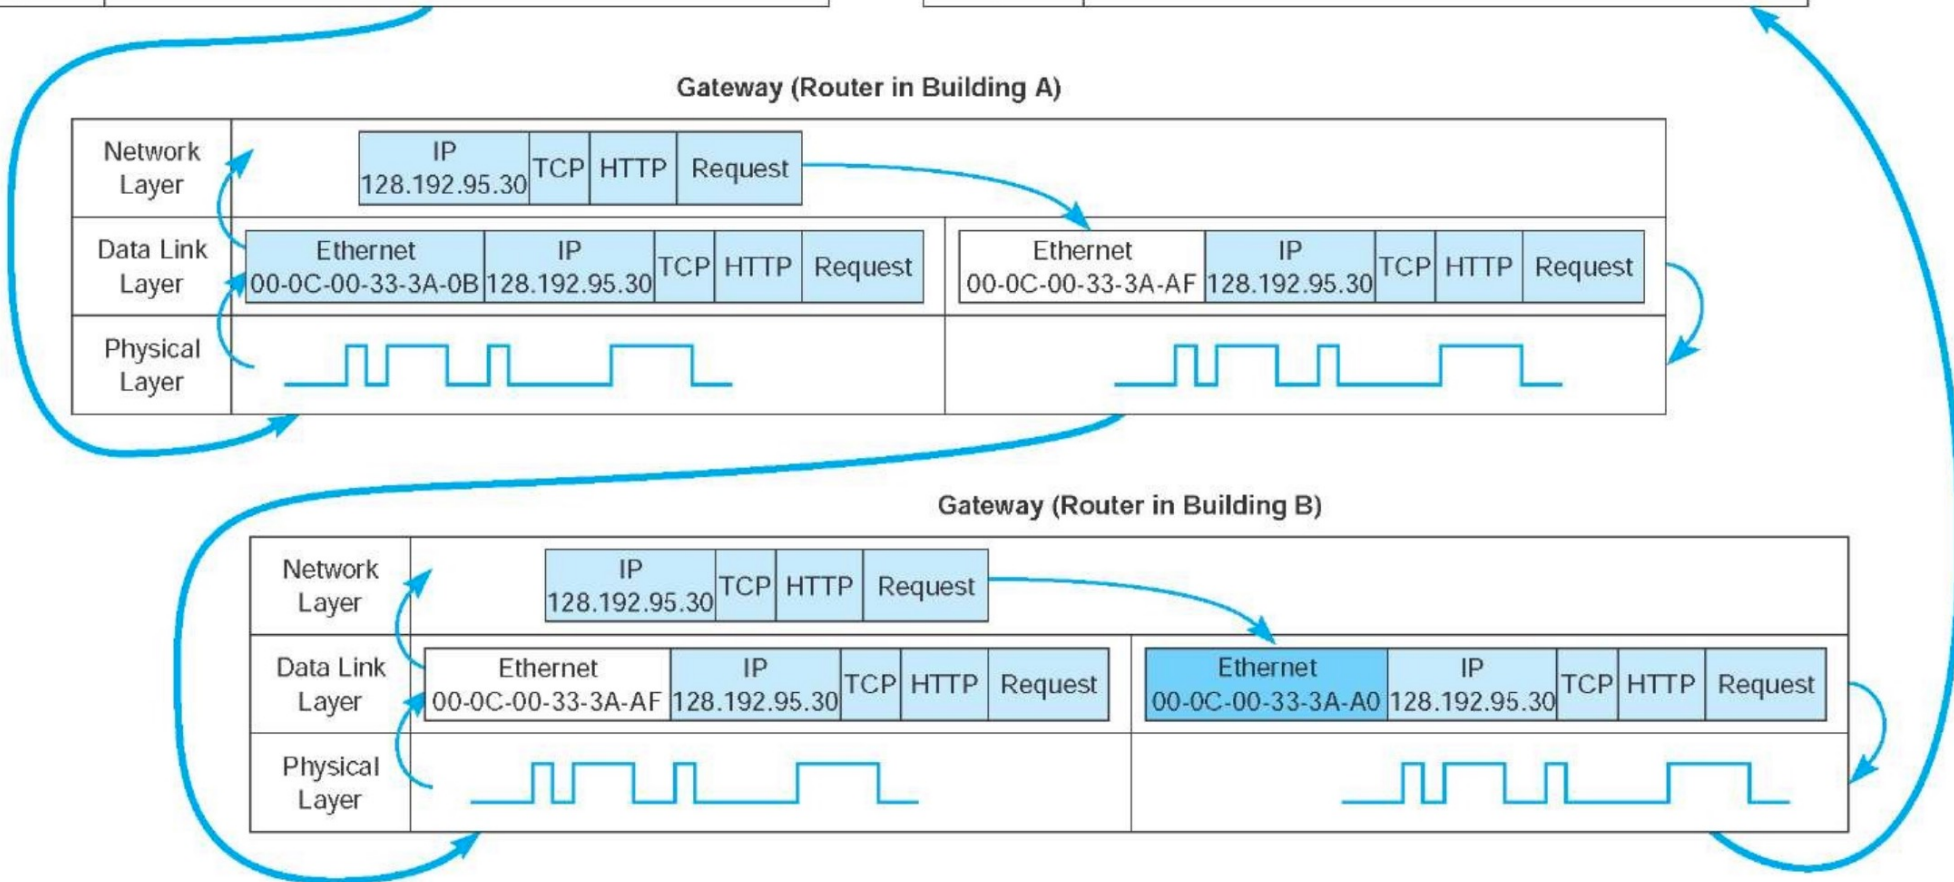 Gateway (Router in Building A)
Network
Layer
IP
128.192.95.30
TCP
HTTP
Request
Data Link
Layer
Ethernet
00-0C-00-33-3A-0B
IP
128.192.95.30
TCP
HTTP
Request
Ethernet
00-0C-00-33-3A-AF
IP
128.192.95.30
TCP
HTTP
Request
Physical
Layer
Gateway (Router in Building B)
Network
Layer
IP
128.192.95.30
TCP
HTTP
Request
Data Link
Layer
Ethernet
00-0C-00-33-3A-AF
IP
128.192.95.30
TCP
HTTP
Request
Ethernet
00-0C-00-33-3A-A0
IP
128.192.95.30
TCP
HTTP
Request
Physical
Layer